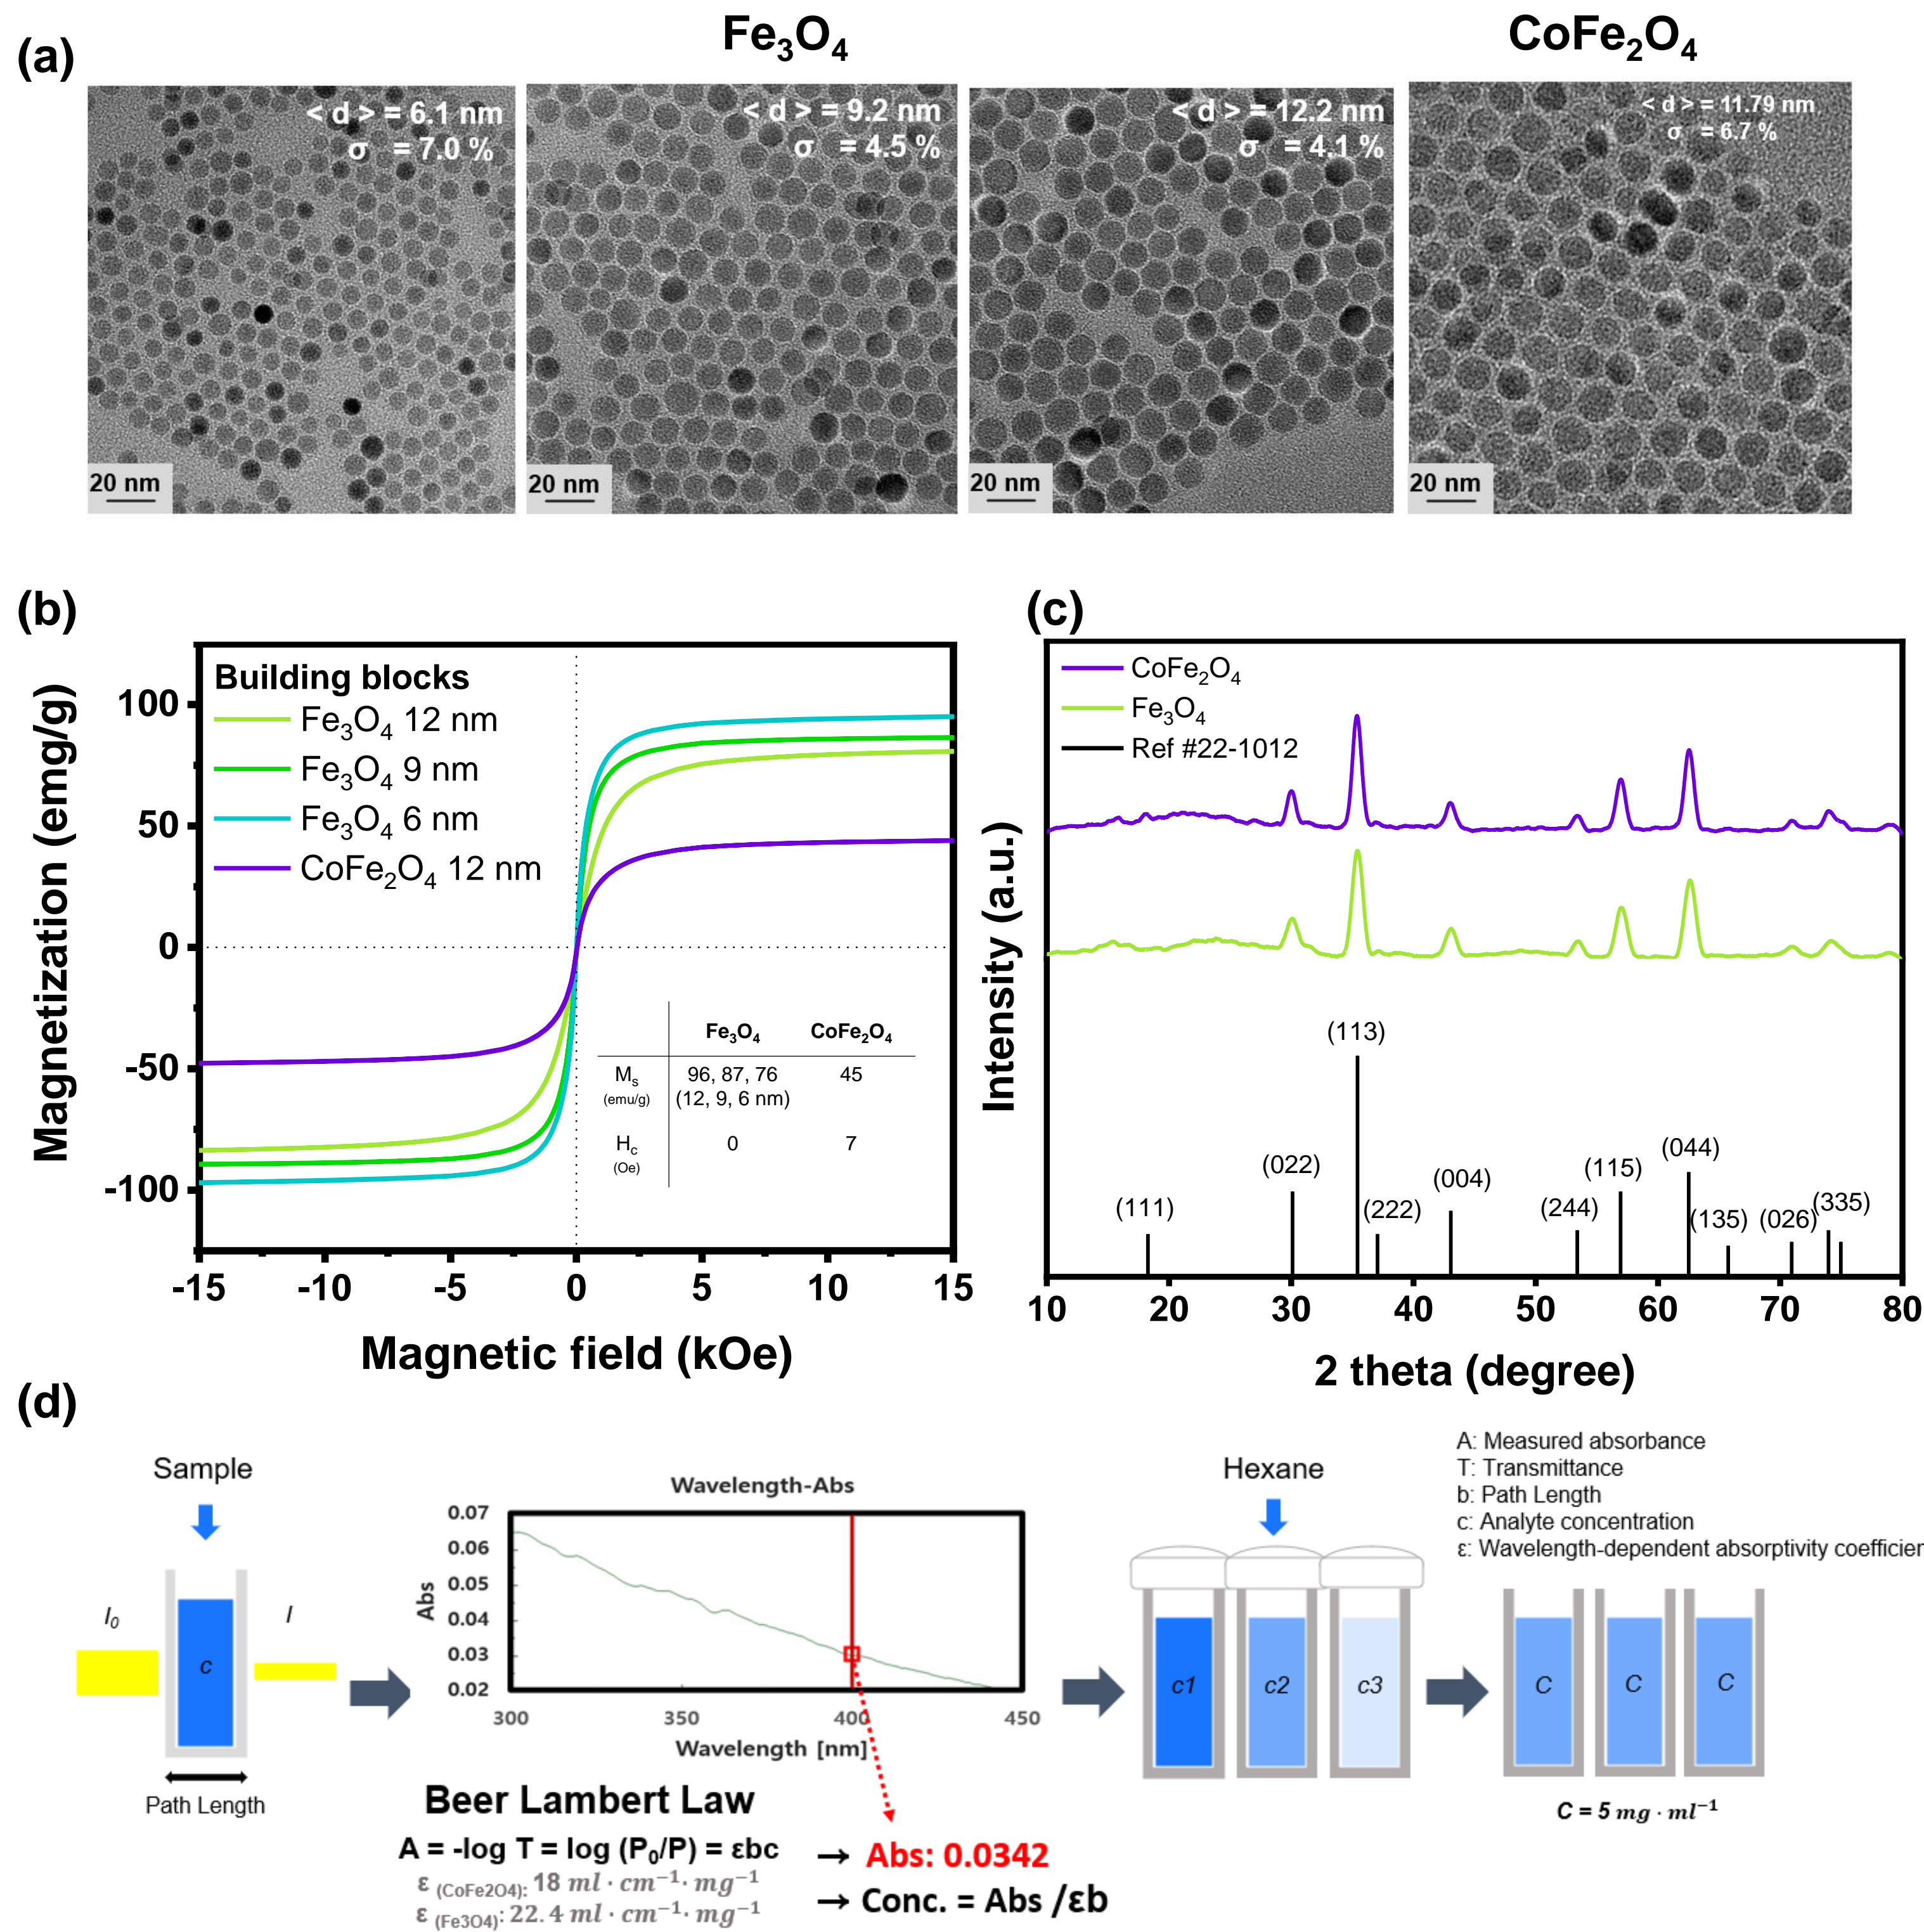 (a)
Fe₃O₄
CoFe₂O₄
< d > = 6.1 nm
σ = 7.0 %
20 nm
< d > = 9.2 nm
σ = 4.5 %
20 nm
< d > = 12.2 nm
σ = 4.1 %
20 nm
< d > = 11.79 nm
σ = 6.7 %
20 nm
(b)
Magnetization (emg/g)
100
50
0
-50
-100
Building blocks
Fe₃O₄ 12 nm
Fe₃O₄ 9 nm
Fe₃O₄ 6 nm
CoFe₂O₄ 12 nm
Fe₃O₄ CoFe₂O₄
Mₛ 96, 87, 76 45
(emu/g) (12, 9, 6 nm)
H꜀ 0 7
(Oe)
-15 -10 -5 0 5 10 15
Magnetic field (kOe)
(c)
Intensity (a.u.)
CoFe₂O₄
Fe₃O₄
Ref #22-1012
(111)
(022)
(113)
(222)
(004)
(244)
(115)
(044)
(135)
(026)
(335)
10 20 30 40 50 60 70 80
2 theta (degree)
(d)
Sample
I₀
I
c
Path Length
Wavelength-Abs
Abs
0.07
0.06
0.05
0.04
0.03
0.02
300 350 400 450
Wavelength [nm]
Beer Lambert Law
A = -log T = log (P₀/P) = εbc
ε (CoFe2O4): 18 ml · cm⁻¹· mg⁻¹
ε (Fe3O4): 22.4 ml · cm⁻¹· mg⁻¹
→ Abs: 0.0342
→ Conc. = Abs /εb
Hexane
c1
c2
c3
A: Measured absorbance
T: Transmittance
b: Path Length
c: Analyte concentration
ε: Wavelength-dependent absorptivity coefficier
C
C
C
C = 5 mg · ml⁻¹